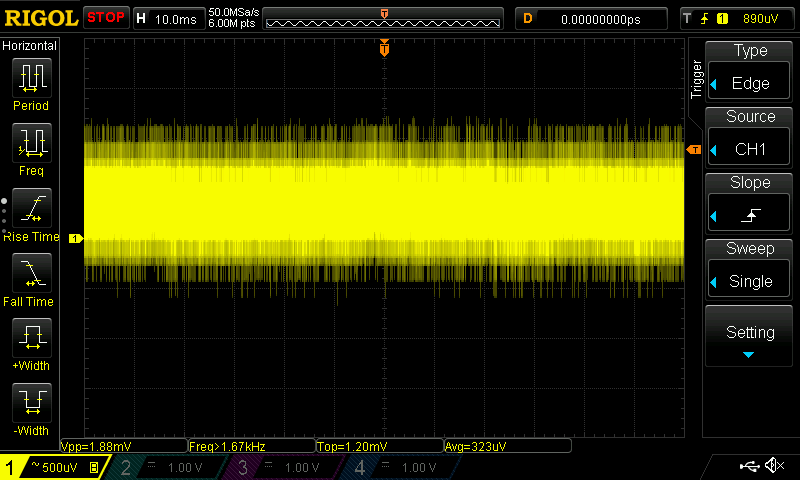 RIGOL STOP H 10.0ms 50.0MSa/s D 0.00000000ps T 1 890uV
6.00M pts
T
Horizontal
Period
Freq
Rise Time
Fall Time
+Width
-Width
1
T
Trigger
Type
Edge
Source
CH1
Slope
Sweep
Single
Setting
Vpp=1.88mV Freq>1.67kHz Top=1.20mV Avg=323uV
1 ~ 500uV B 2 1.00 V 3 1.00 V 4 1.00 V